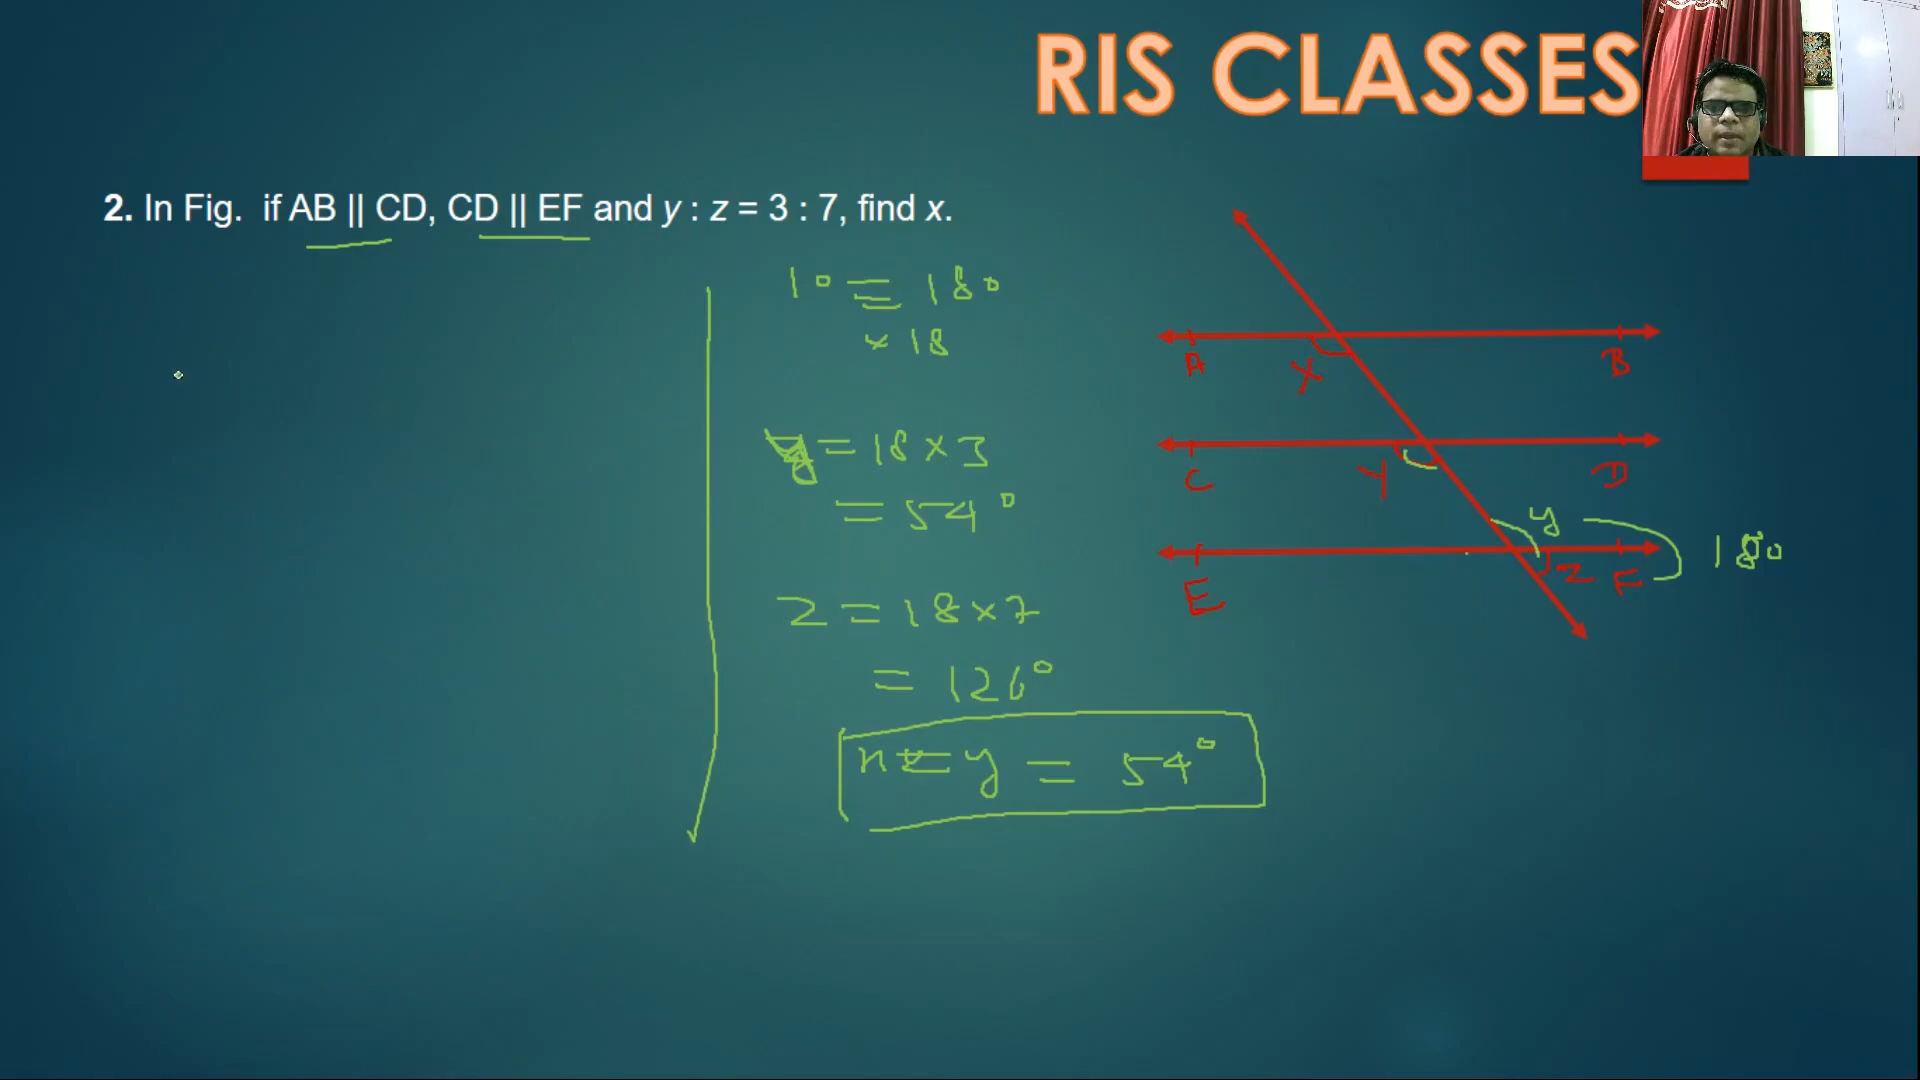 RIS CLASSES
2. In Fig. if AB || CD, CD || EF and y : z = 3 : 7, find x.
10 = 180
× 18
y = 18 × 3
= 54°
z = 18 × 7
= 126°
x = y = 54°
A
B
X
C
D
Y
E
F
y
z
180